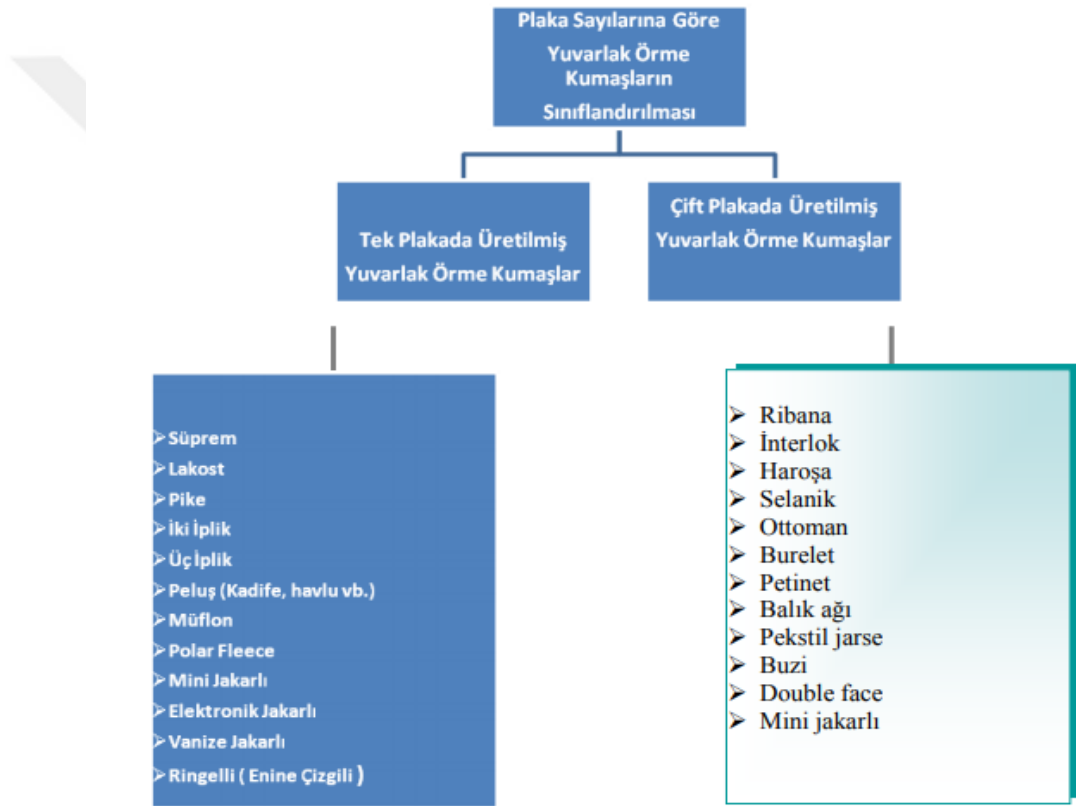 Plaka Sayılarına Göre
Yuvarlak Örme
Kumaşların
Sınıflandırılması
Tek Plakada Üretilmiş
Yuvarlak Örme Kumaşlar
Çift Plakada Üretilmiş
Yuvarlak Örme Kumaşlar
➢ Süprem
➢ Lakost
➢ Pike
➢ İki İplik
➢ Üç İplik
➢ Peluş (Kadife, havlu vb.)
➢ Müflon
➢ Polar Fleece
➢ Mini Jakarlı
➢ Elektronik Jakarlı
➢ Vanize Jakarlı
➢ Ringelli ( Enine Çizgili )
➢ Ribana
➢ İnterlok
➢ Haroşa
➢ Selanik
➢ Ottoman
➢ Burelet
➢ Petinet
➢ Balık ağı
➢ Pekstil jarse
➢ Buzi
➢ Double face
➢ Mini jakarlı